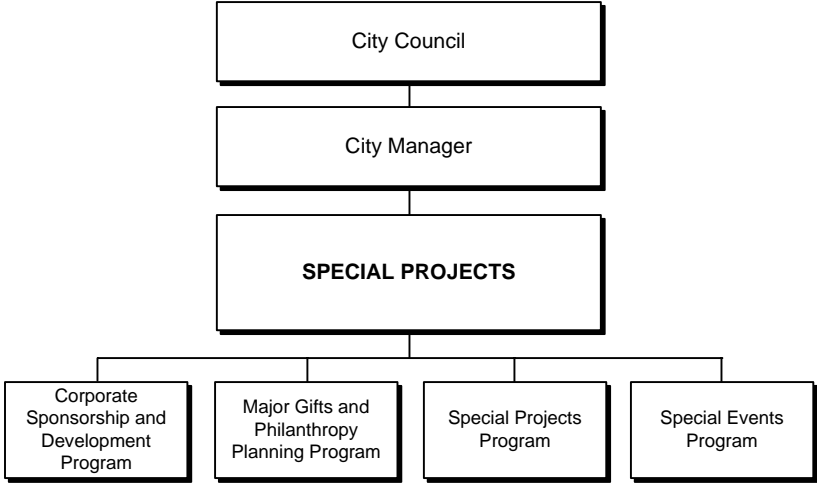 City Council
City Manager
SPECIAL PROJECTS
Corporate
Sponsorship and
Development
Program
Major Gifts and
Philanthropy
Planning Program
Special Projects
Program
Special Events
Program